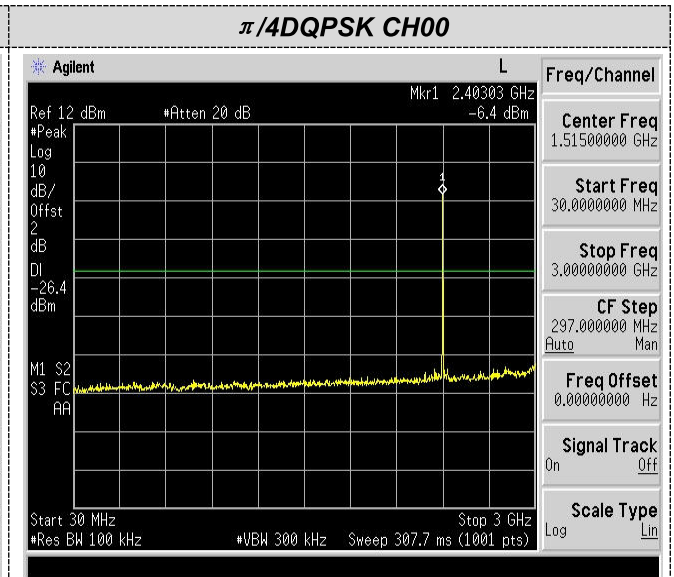 π/4DQPSK CH00
Agilent
L
Mkr1 2.40303 GHz
Ref 12 dBm #Atten 20 dB -6.4 dBm
#Peak
Log
10
dB/
Offst
2
dB
DI
-26.4
dBm
M1 S2
S3 FC
AA
1
Start 30 MHz Stop 3 GHz
#Res BW 100 kHz #VBW 300 kHz Sweep 307.7 ms (1001 pts)
Freq/Channel
Center Freq
1.51500000 GHz
Start Freq
30.0000000 MHz
Stop Freq
3.00000000 GHz
CF Step
297.000000 MHz
Auto Man
Freq Offset
0.00000000 Hz
Signal Track
On Off
Scale Type
Log Lin